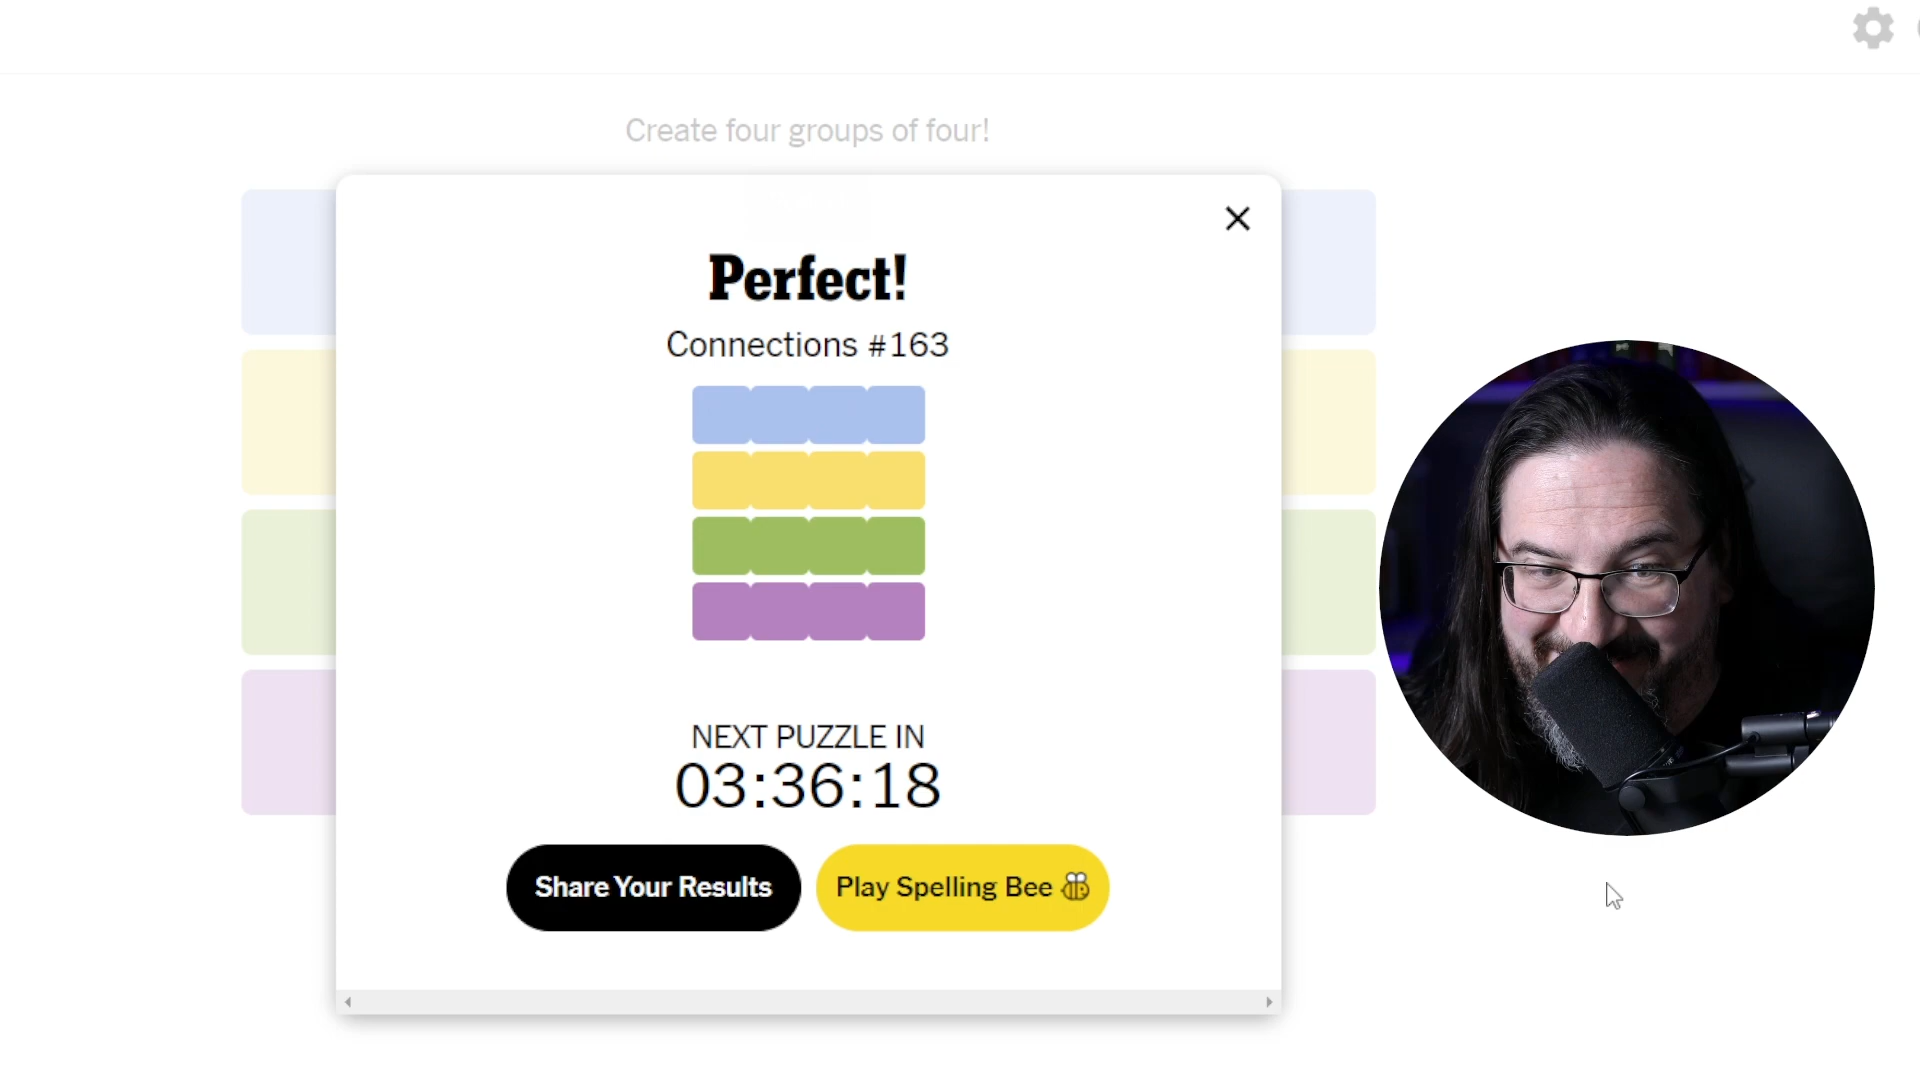 Create four groups of four!
Perfect!
Connections #163
NEXT PUZZLE IN
03:36:18
Share Your Results
Play Spelling Bee